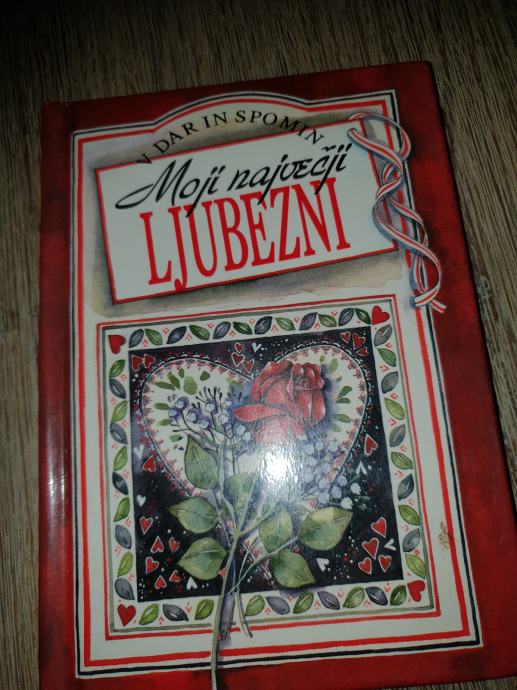 DAR IN SPOMIN
Moji največji
LJUBEZNI